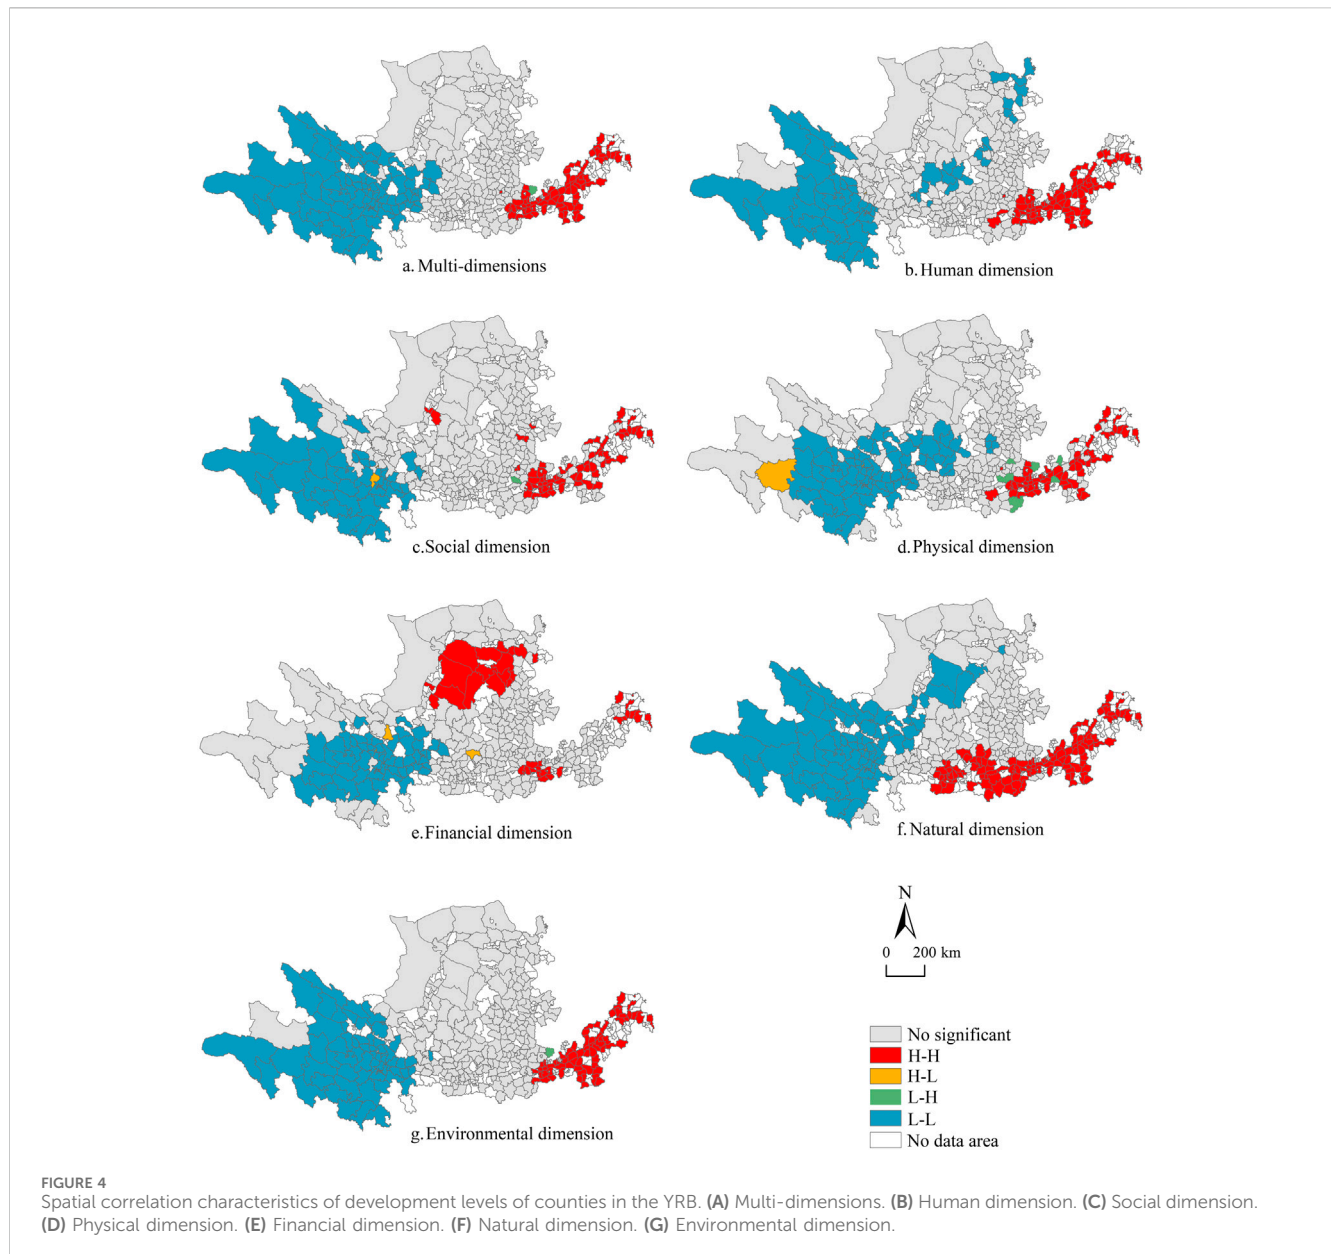 a. Multi-dimensions
b. Human dimension
c. Social dimension
d. Physical dimension
e. Financial dimension
f. Natural dimension
N
0 200 km
g. Environmental dimension
No significant
H-H
H-L
L-H
L-L
No data area
FIGURE 4
Spatial correlation characteristics of development levels of counties in the YRB. (A) Multi-dimensions. (B) Human dimension. (C) Social dimension.
(D) Physical dimension. (E) Financial dimension. (F) Natural dimension. (G) Environmental dimension.